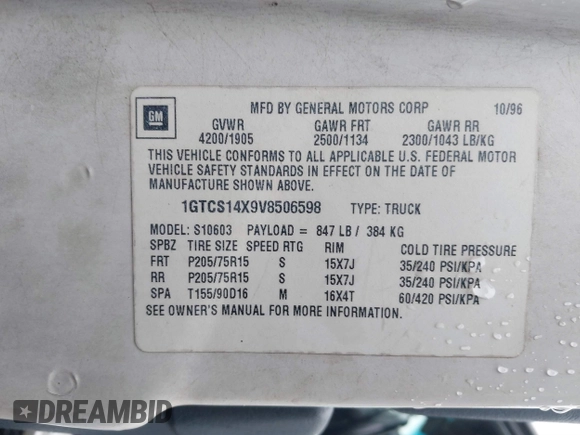 GM
MFD BY GENERAL MOTORS CORP 10/96
GVWR GAWR FRT GAWR RR
4200/1905 2500/1134 2300/1043 LB/KG
THIS VEHICLE CONFORMS TO ALL APPLICABLE U.S. FEDERAL MOTOR
VEHICLE SAFETY STANDARDS IN EFFECT ON THE DATE OF
MANUFACTURE SHOWN ABOVE.
1GTCS14X9V8506598 TYPE: TRUCK
MODEL: S10603 PAYLOAD = 847 LB / 384 KG
SPBZ TIRE SIZE SPEED RTG RIM COLD TIRE PRESSURE
FRT P205/75R15 S 15X7J 35/240 PSI/KPA
RR P205/75R15 S 15X7J 35/240 PSI/KPA
SPA T155/90D16 M 16X4T 60/420 PSI/KPA
SEE OWNER'S MANUAL FOR MORE INFORMATION.
DREAMBID